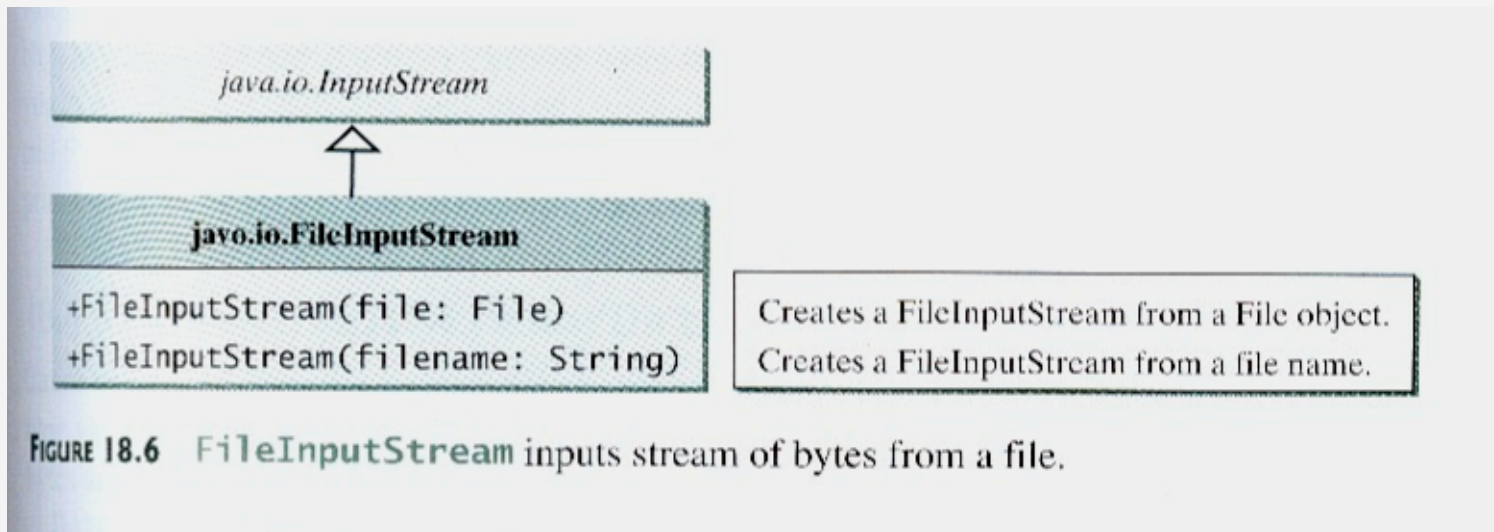 java.io.InputStream
javo.io.FileInputStream
+FileInputStream(file: File)
+FileInputStream(filename: String)
Creates a FileInputStream from a File object.
Creates a FileInputStream from a file name.
FIGURE 18.6 FileInputStream inputs stream of bytes from a file.